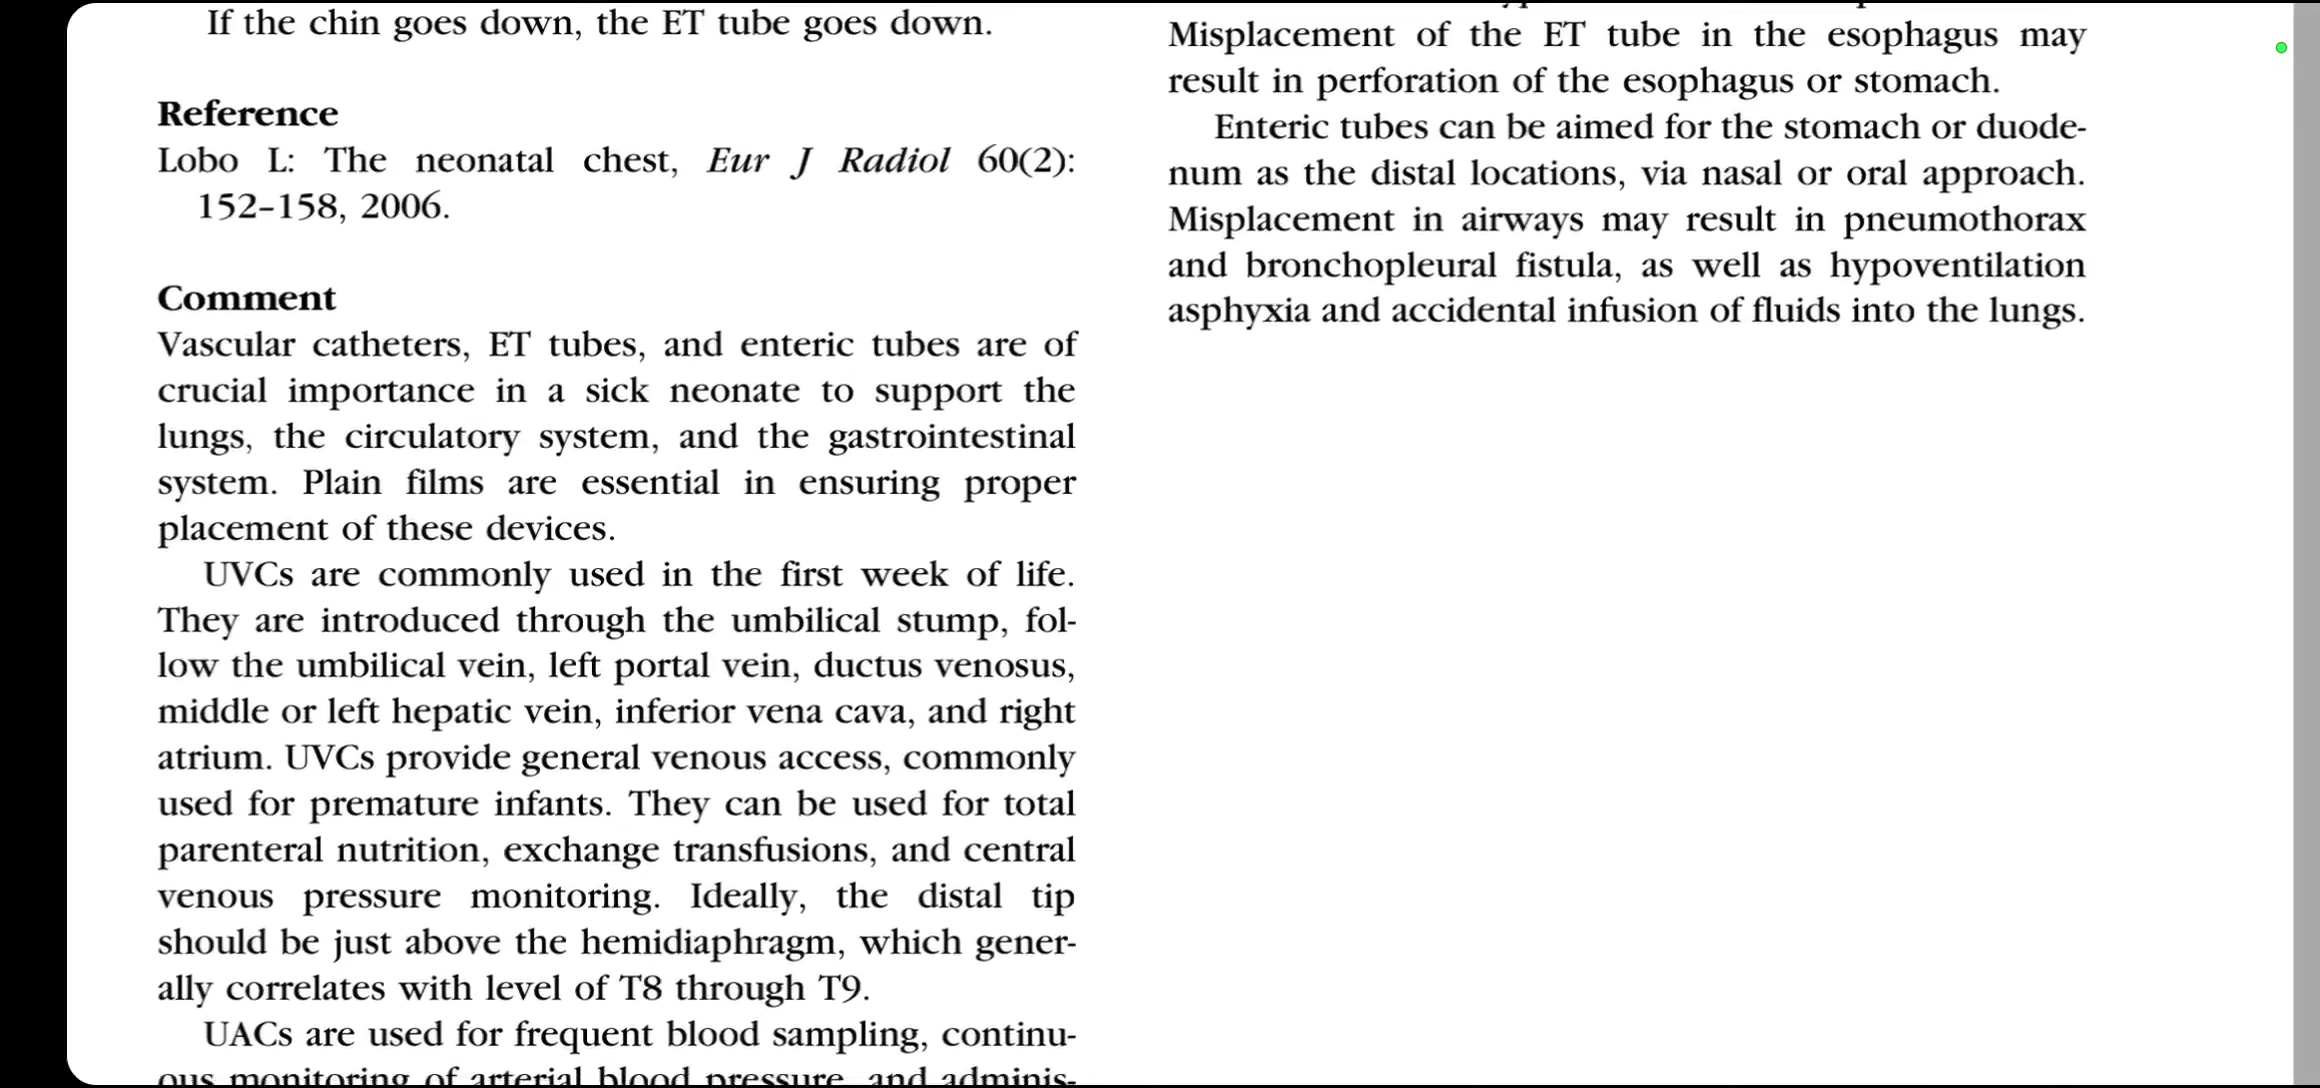 If the chin goes down, the ET tube goes down.
Reference
Lobo L: The neonatal chest, Eur J Radiol 60(2):
152–158, 2006.
Comment
Vascular catheters, ET tubes, and enteric tubes are of
crucial importance in a sick neonate to support the
lungs, the circulatory system, and the gastrointestinal
system. Plain films are essential in ensuring proper
placement of these devices.
UVCs are commonly used in the first week of life.
They are introduced through the umbilical stump, fol-
low the umbilical vein, left portal vein, ductus venosus,
middle or left hepatic vein, inferior vena cava, and right
atrium. UVCs provide general venous access, commonly
used for premature infants. They can be used for total
parenteral nutrition, exchange transfusions, and central
venous pressure monitoring. Ideally, the distal tip
should be just above the hemidiaphragm, which gener-
ally correlates with level of T8 through T9.
UACs are used for frequent blood sampling, continu-
ous monitoring of arterial blood pressure, and adminis-
Misplacement of the ET tube in the esophagus may
result in perforation of the esophagus or stomach.
Enteric tubes can be aimed for the stomach or duode-
num as the distal locations, via nasal or oral approach.
Misplacement in airways may result in pneumothorax
and bronchopleural fistula, as well as hypoventilation
asphyxia and accidental infusion of fluids into the lungs.